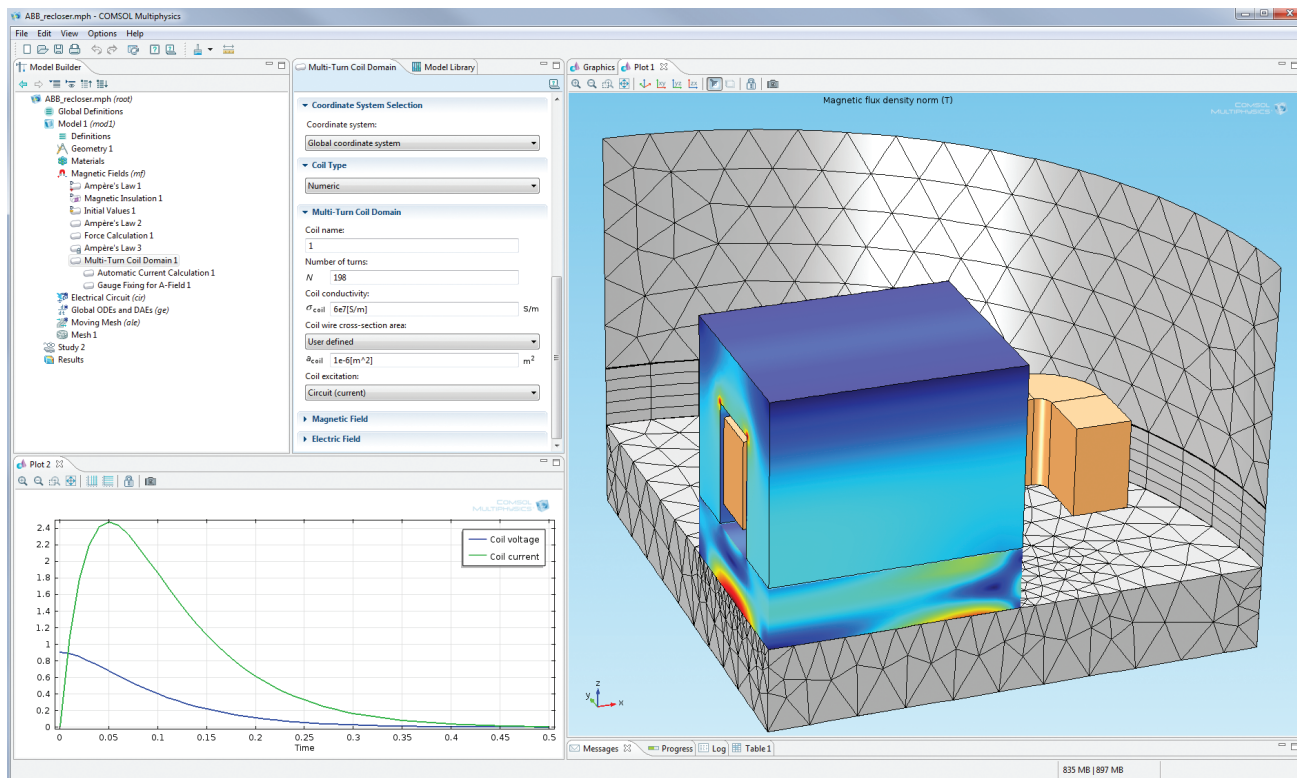 ABB_recloser.mph - COMSOL Multiphysics
File Edit View Options Help
Model Builder
ABB_recloser.mph (root)
Global Definitions
Model 1 (mod1)
Definitions
Geometry 1
Materials
Magnetic Fields (mf)
Ampère's Law 1
Magnetic Insulation 1
Initial Values 1
Ampère's Law 2
Force Calculation 1
Ampère's Law 3
Multi-Turn Coil Domain 1
Automatic Current Calculation 1
Gauge Fixing for A-Field 1
Electrical Circuit (cir)
Global ODEs and DAEs (ge)
Moving Mesh (ale)
Mesh 1
Study 2
Results
Multi-Turn Coil Domain Model Library
Coordinate System Selection
Coordinate system:
Global coordinate system
Coil Type
Numeric
Multi-Turn Coil Domain
Coil name:
1
Number of turns:
N 198
Coil conductivity:
σcoil 6e7[S/m] S/m
Coil wire cross-section area:
User defined
acoil 1e-6[m^2] m²
Coil excitation:
Circuit (current)
Magnetic Field
Electric Field
Graphics Plot 1
xy yz zx
Magnetic flux density norm (T)
COMSOL
MULTIPHYSICS
z
y
x
Plot 2
COMSOL
MULTIPHYSICS
Coil voltage
Coil current
2.4
2.2
2
1.8
1.6
1.4
1.2
1
0.8
0.6
0.4
0.2
0
0 0.05 0.1 0.15 0.2 0.25 0.3 0.35 0.4 0.45 0.5
Time
Messages Progress Log Table 1
835 MB | 897 MB